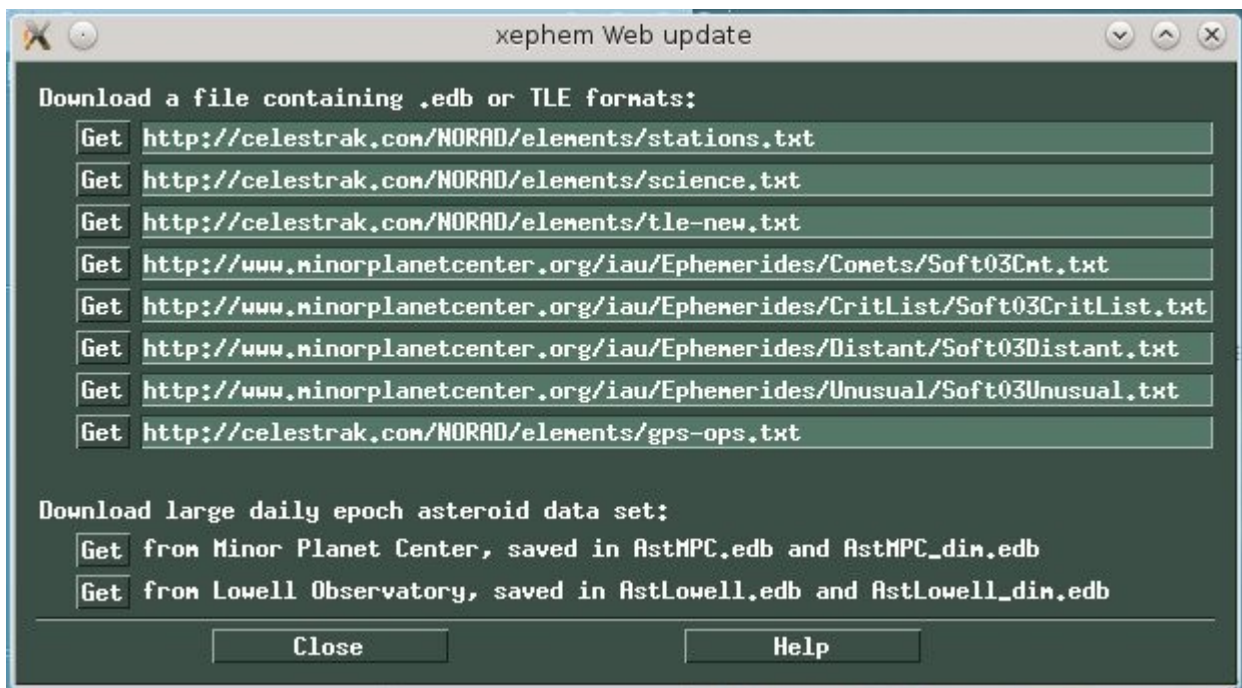 xephem Web update
Download a file containing .edb or TLE formats:
Get http://celestrak.com/NORAD/elements/stations.txt
Get http://celestrak.com/NORAD/elements/science.txt
Get http://celestrak.com/NORAD/elements/tle-new.txt
Get http://www.minorplanetcenter.org/iau/Ephemerides/Comets/Soft03Cmt.txt
Get http://www.minorplanetcenter.org/iau/Ephemerides/CritList/Soft03CritList.txt
Get http://www.minorplanetcenter.org/iau/Ephemerides/Distant/Soft03Distant.txt
Get http://www.minorplanetcenter.org/iau/Ephemerides/Unusual/Soft03Unusual.txt
Get http://celestrak.com/NORAD/elements/gps-ops.txt
Download large daily epoch asteroid data set:
Get from Minor Planet Center, saved in AstMPC.edb and AstMPC_dim.edb
Get from Lowell Observatory, saved in AstLowell.edb and AstLowell_dim.edb
Close Help